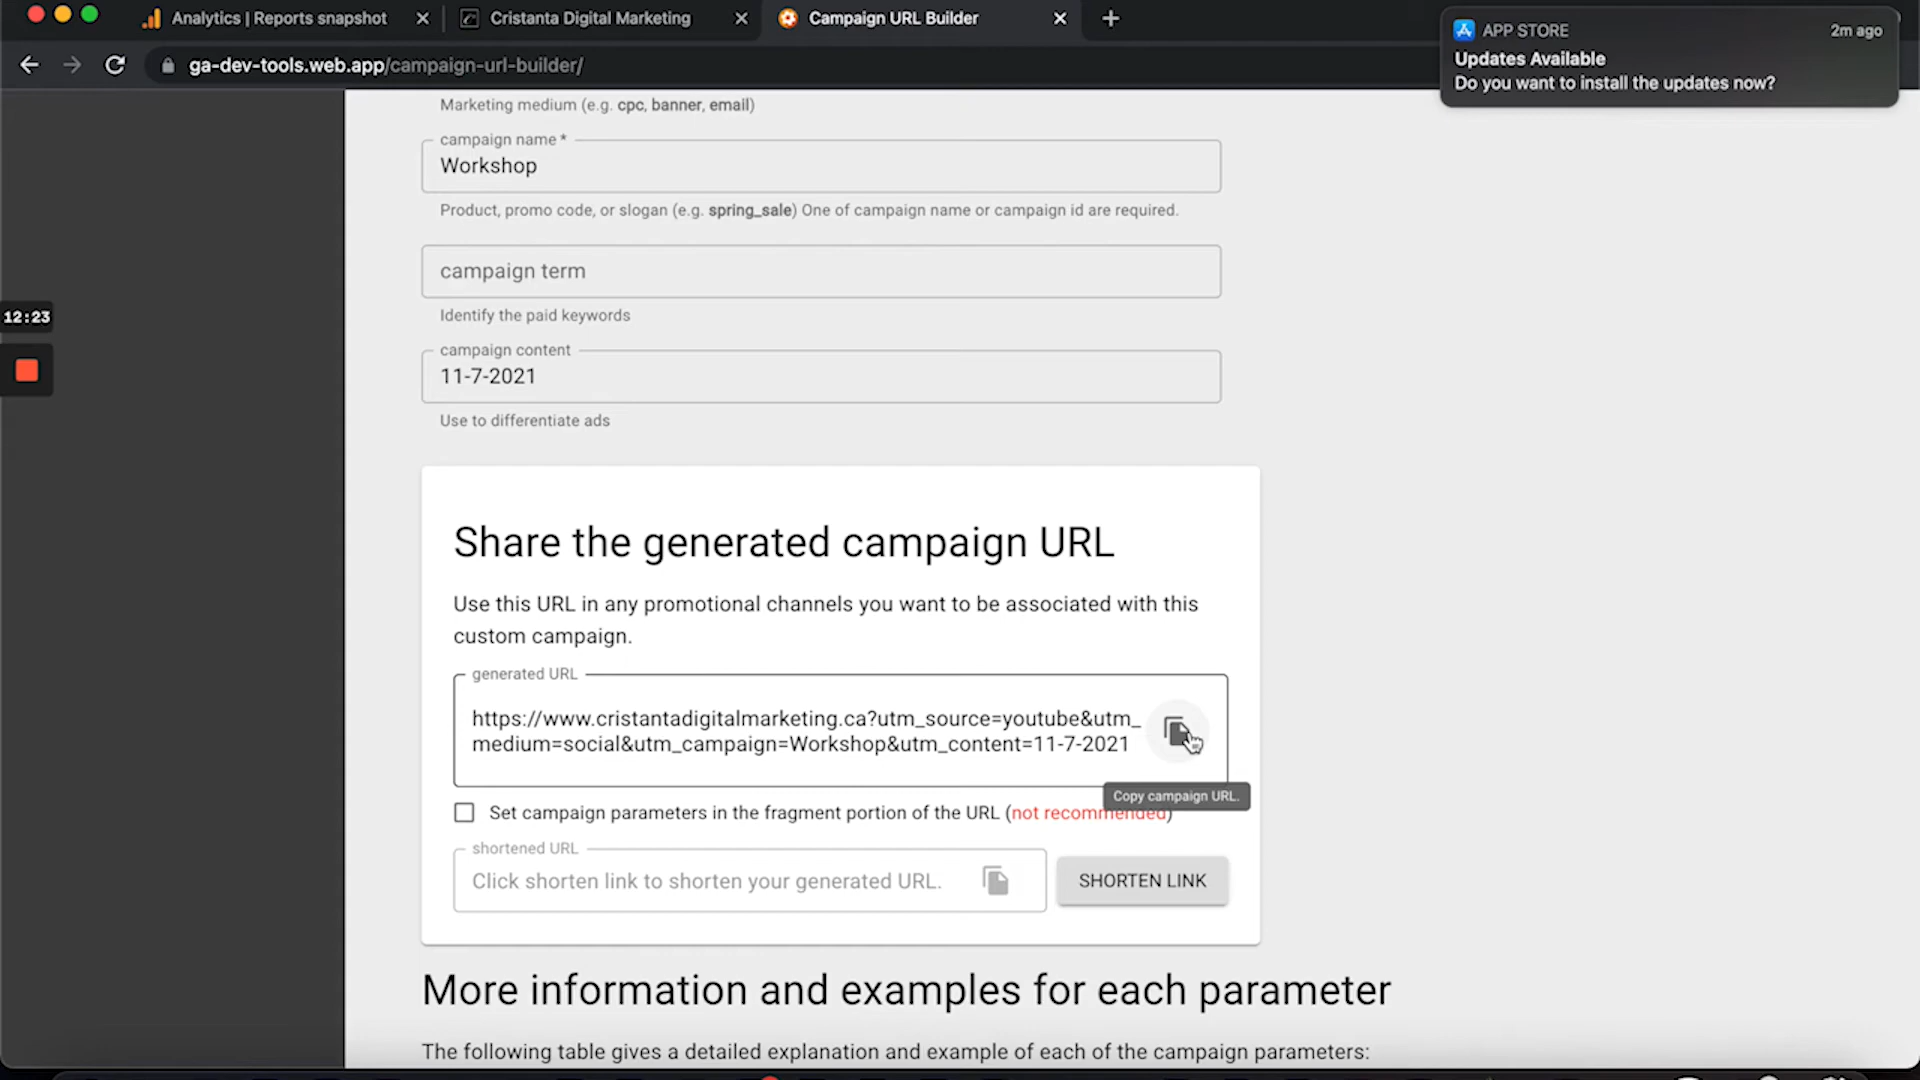 Analytics | Reports snapshot
Cristanta Digital Marketing
Campaign URL Builder
APP STORE
2m ago
Updates Available
Do you want to install the updates now?
ga-dev-tools.web.app/campaign-url-builder/
Marketing medium (e.g. cpc, banner, email)
campaign name *
Workshop
Product, promo code, or slogan (e.g. spring_sale) One of campaign name or campaign id are required.
campaign term
12:23
Identify the paid keywords
campaign content
11-7-2021
Use to differentiate ads
Share the generated campaign URL
Use this URL in any promotional channels you want to be associated with this
custom campaign.
generated URL
https://www.cristantadigitalmarketing.ca?utm_source=youtube&utm_
medium=social&utm_campaign=Workshop&utm_content=11-7-2021
Copy campaign URL.
Set campaign parameters in the fragment portion of the URL (not recommended)
shortened URL
Click shorten link to shorten your generated URL.
SHORTEN LINK
More information and examples for each parameter
The following table gives a detailed explanation and example of each of the campaign parameters: